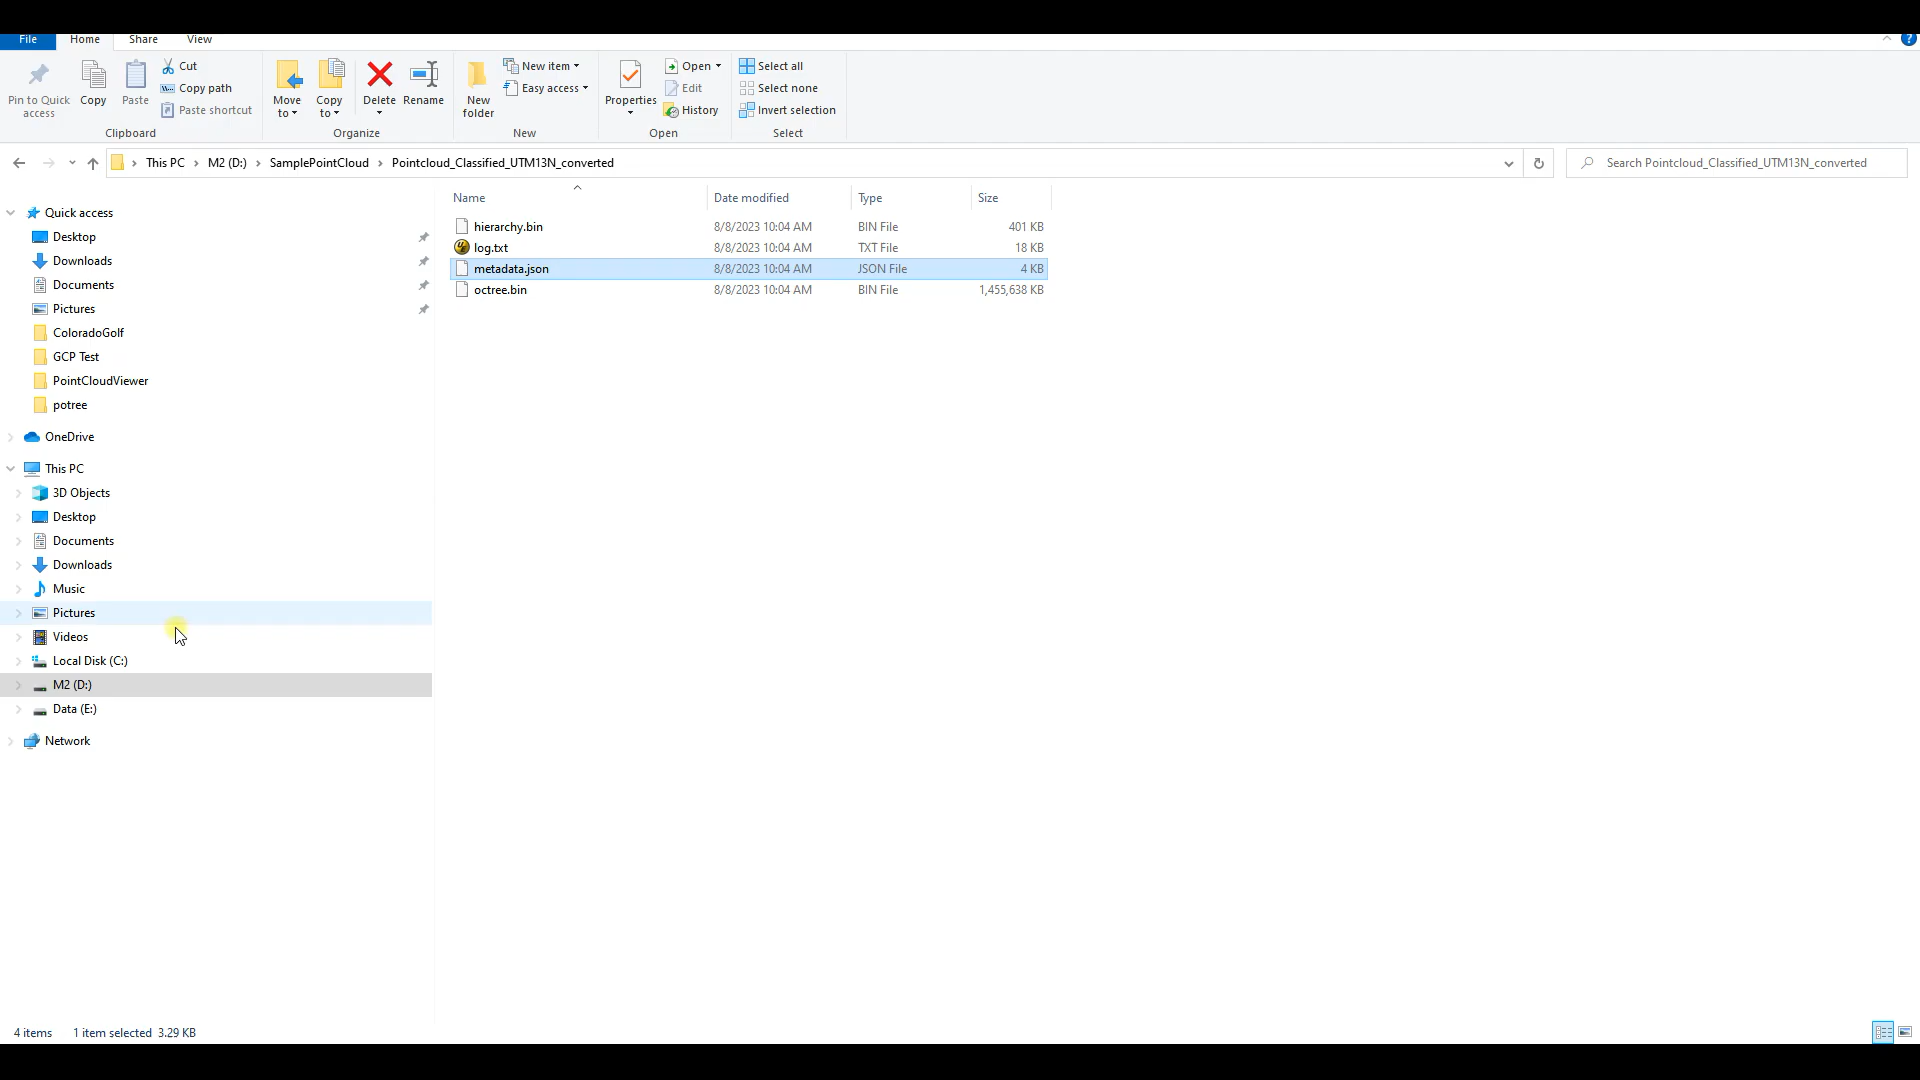 File Home Share View
Pin to Quick access
Copy
Paste
Cut
Copy path
Paste shortcut
Clipboard
Move to
Copy to
Delete
Rename
Organize
New folder
New item
Easy access
New
Properties
Open
Edit
History
Open
Select all
Select none
Invert selection
Select
This PC › M2 (D:) › SamplePointCloud › Pointcloud_Classified_UTM13N_converted
Search Pointcloud_Classified_UTM13N_converted
Quick access
Desktop
Downloads
Documents
Pictures
ColoradoGolf
GCP Test
PointCloudViewer
potree
OneDrive
This PC
3D Objects
Desktop
Documents
Downloads
Music
Pictures
Videos
Local Disk (C:)
M2 (D:)
Data (E:)
Network
Name Date modified Type Size
hierarchy.bin 8/8/2023 10:04 AM BIN File 401 KB
log.txt 8/8/2023 10:04 AM TXT File 18 KB
metadata.json 8/8/2023 10:04 AM JSON File 4 KB
octree.bin 8/8/2023 10:04 AM BIN File 1,455,638 KB
4 items 1 item selected 3.29 KB